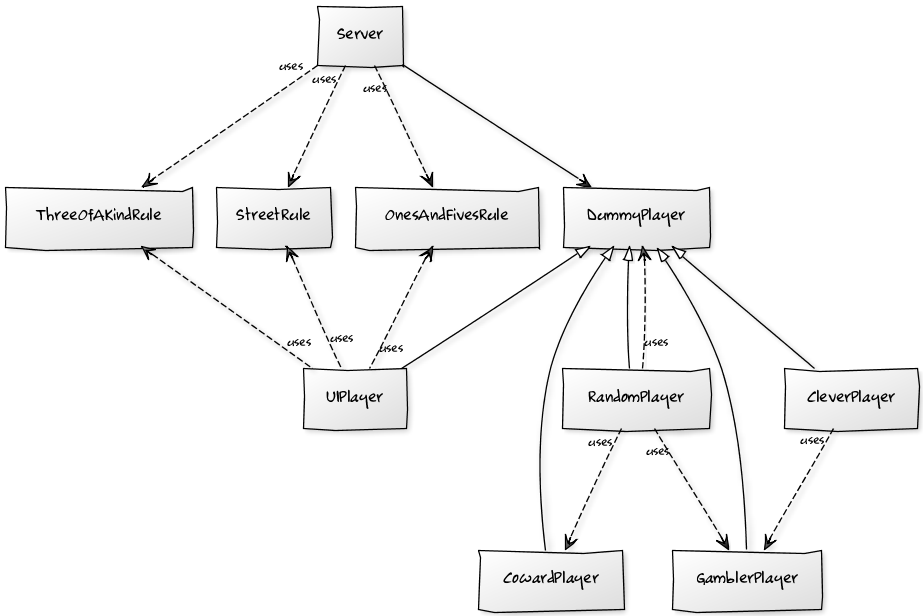 Server
uses
uses
uses
ThreeOfAKindRule
StreetRule
OnesAndFivesRule
DummyPlayer
uses
uses
uses
uses
UIPlayer
RandomPlayer
CleverPlayer
uses
uses
uses
CowardPlayer
GamblerPlayer